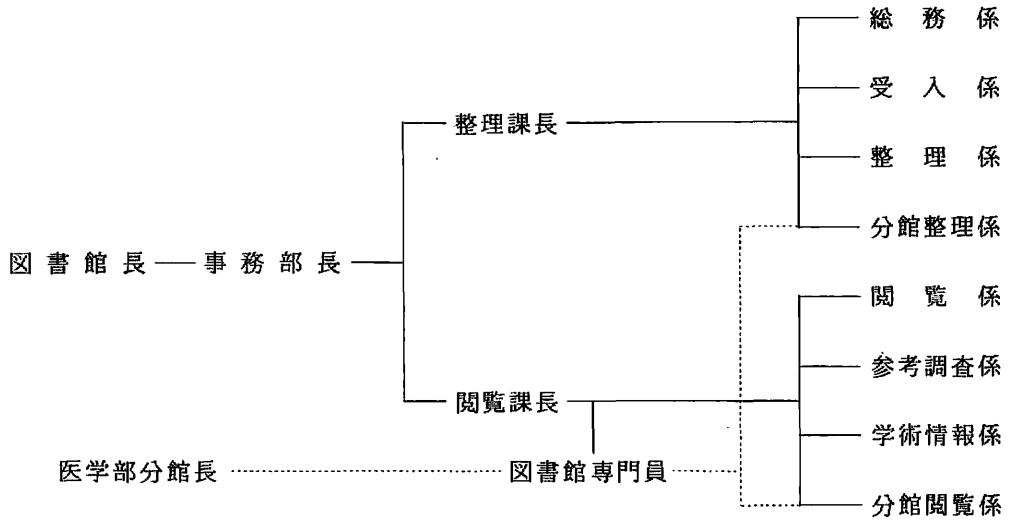 総務係
受入係
整理課長
整理係
分館整理係
図書館長
事務部長
閲覧係
参考調査係
閲覧課長
学術情報係
医学部分館長
図書館専門員
分館閲覧係